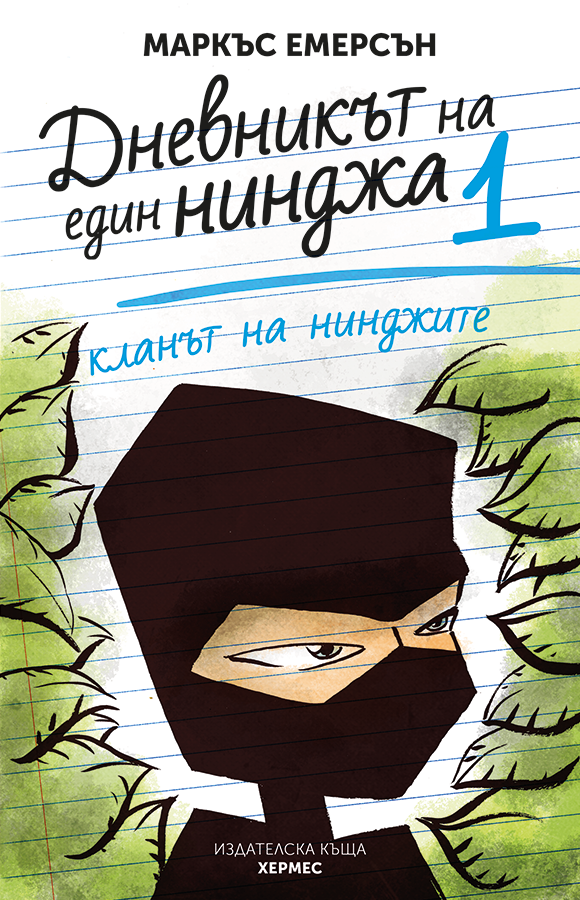 МАРКЪС ЕМЕРСЪН
Дневникът на
един нинджа 1
кланът на нинджите
ИЗДАТЕЛСКА КЪЩА
ХЕРМЕС